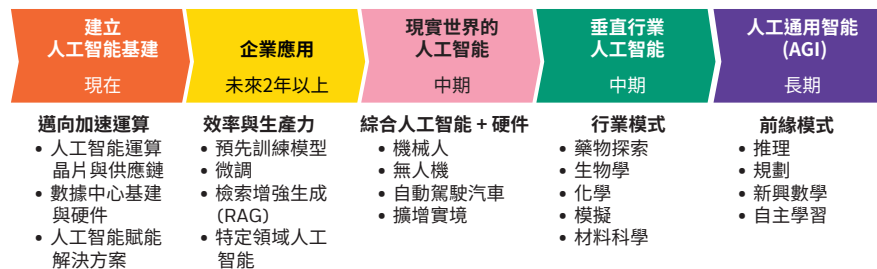 建立
人工智能基建
現在
企業應用
未來2年以上
現實世界的
人工智能
中期
垂直行業
人工智能
中期
人工通用智能
(AGI)
長期
邁向加速運算
• 人工智能運算
晶片與供應鏈
• 數據中心基建
與硬件
• 人工智能賦能
解決方案
效率與生產力
• 預先訓練模型
• 微調
• 檢索增強生成
(RAG)
• 特定領域人工
智能
綜合人工智能 + 硬件
• 機械人
• 無人機
• 自動駕駛汽車
• 擴增實境
行業模式
• 藥物探索
• 生物學
• 化學
• 模擬
• 材料科學
前緣模式
• 推理
• 規劃
• 新興數學
• 自主學習